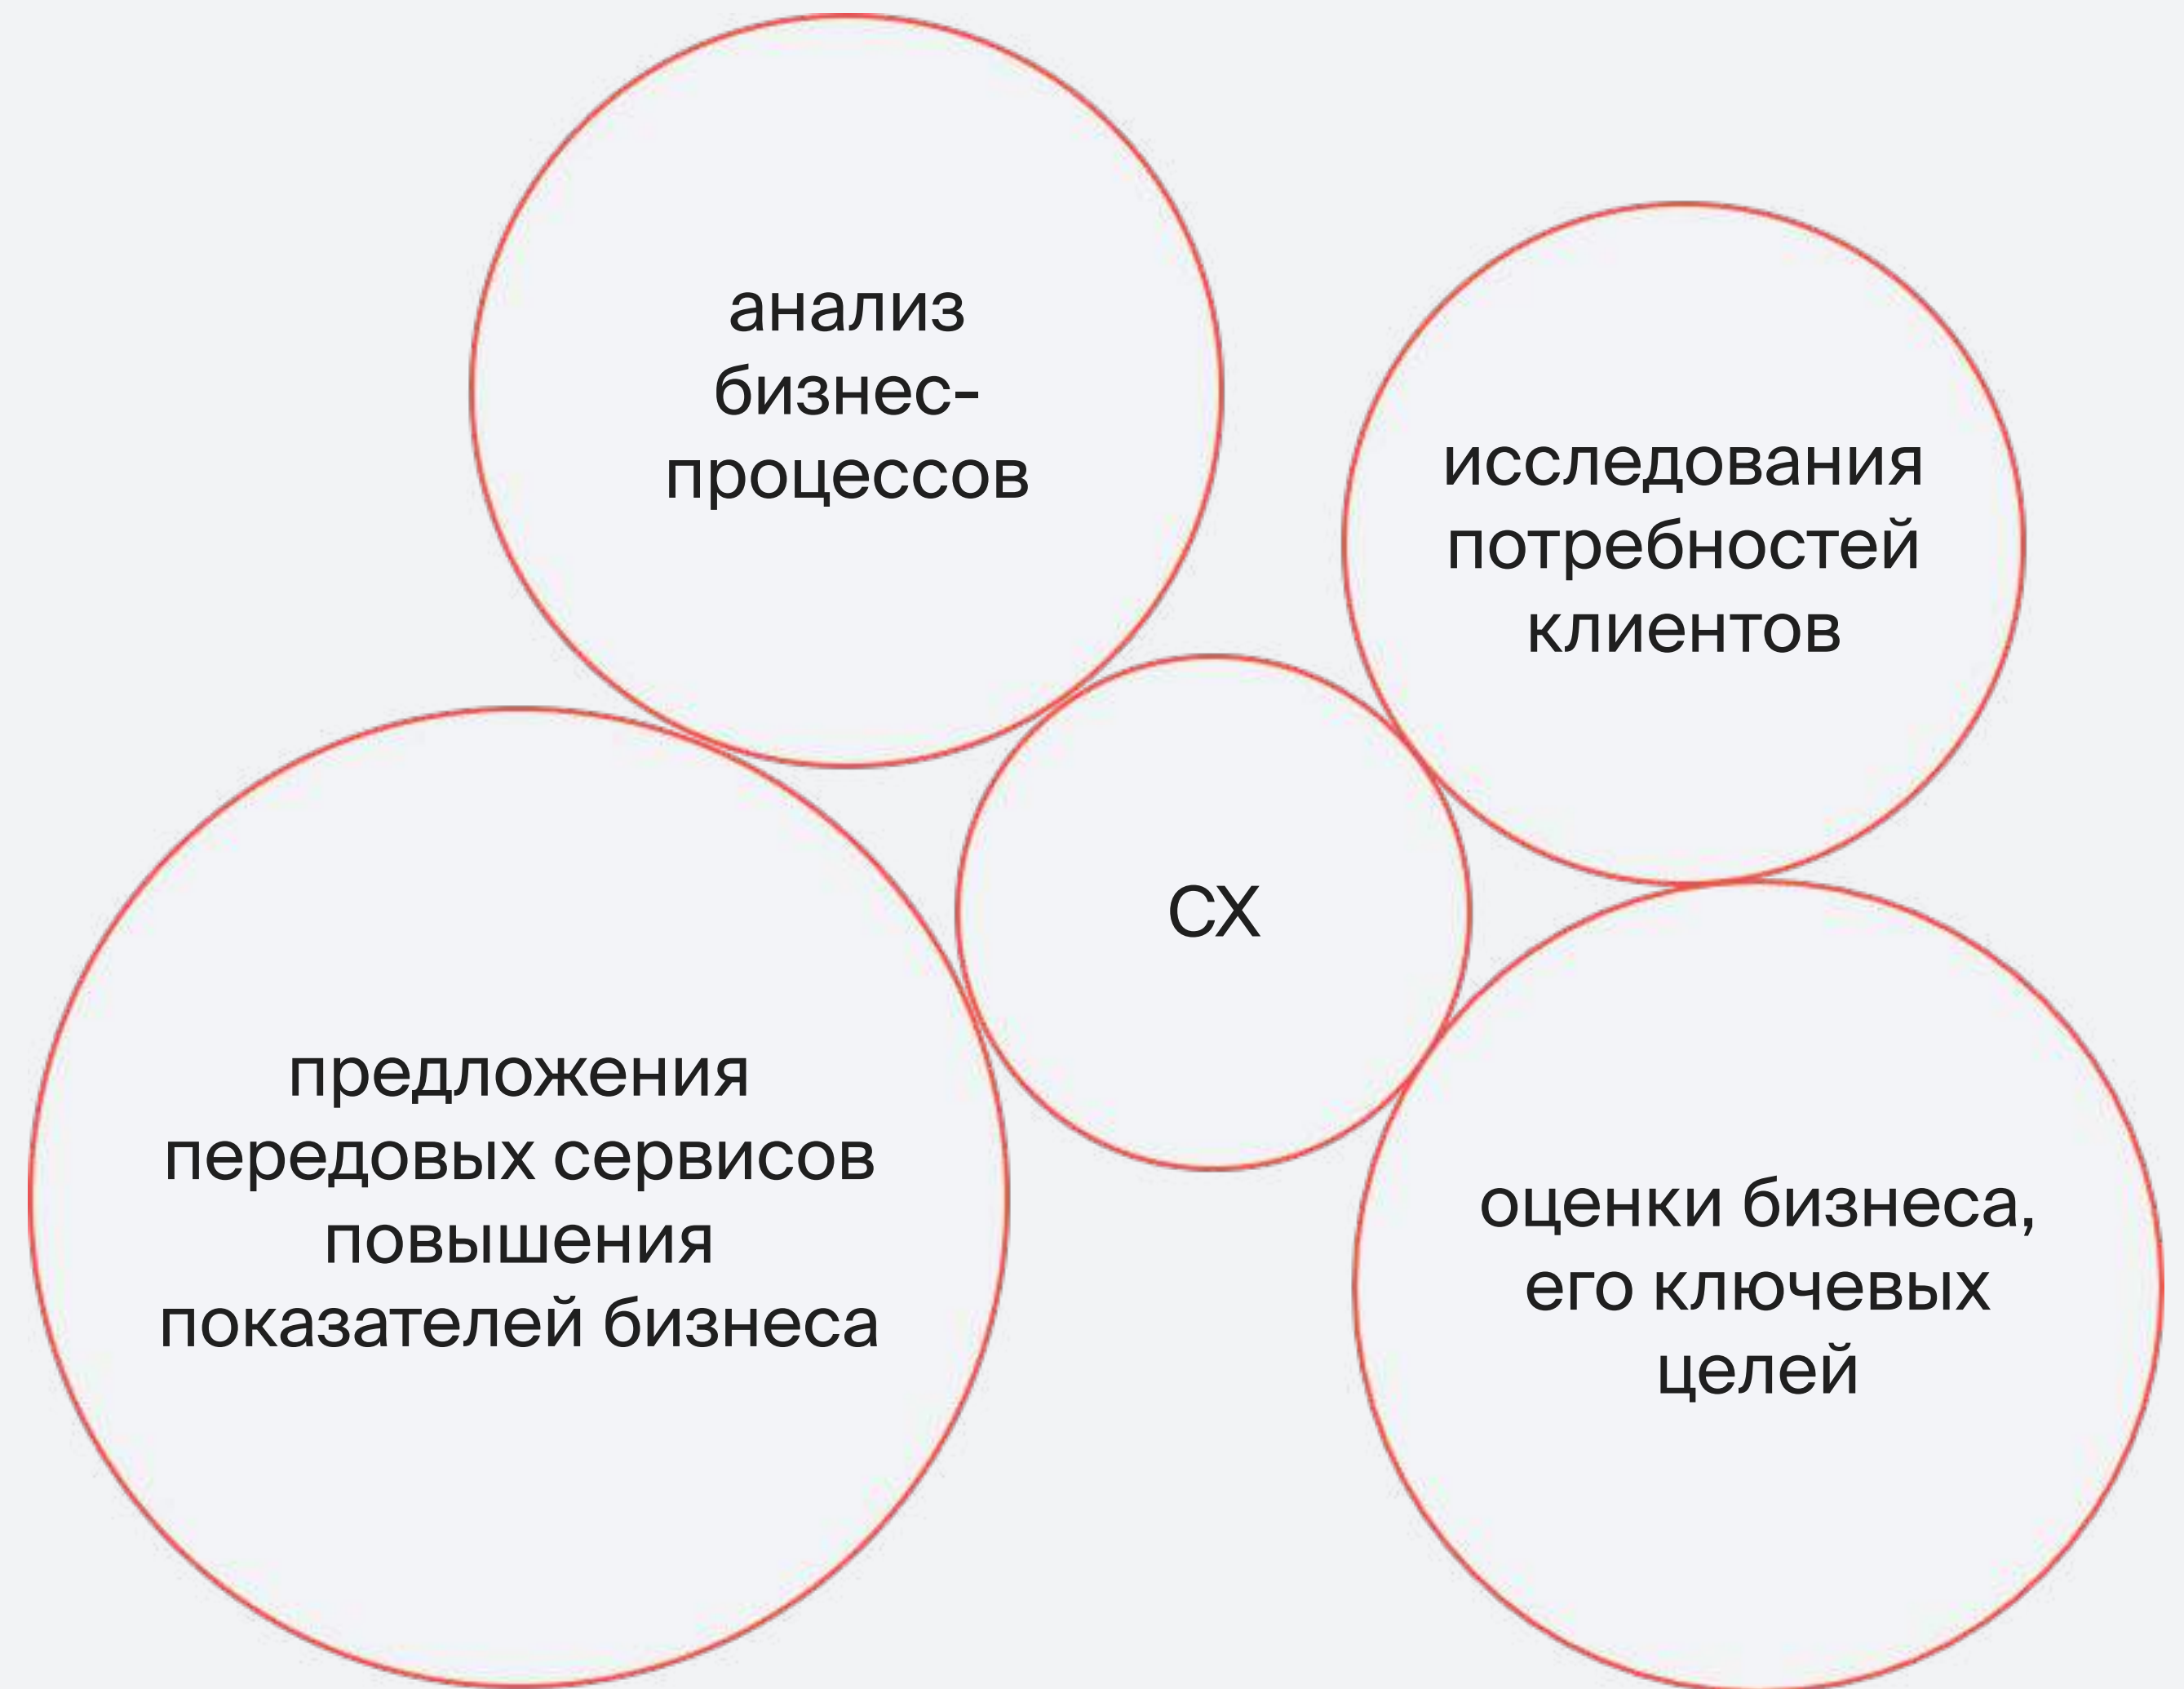 анализ
бизнес-
процессов
исследования
потребностей
клиентов
CX
предложения
передовых сервисов
повышения
показателей бизнеса
оценки бизнеса,
его ключевых
целей